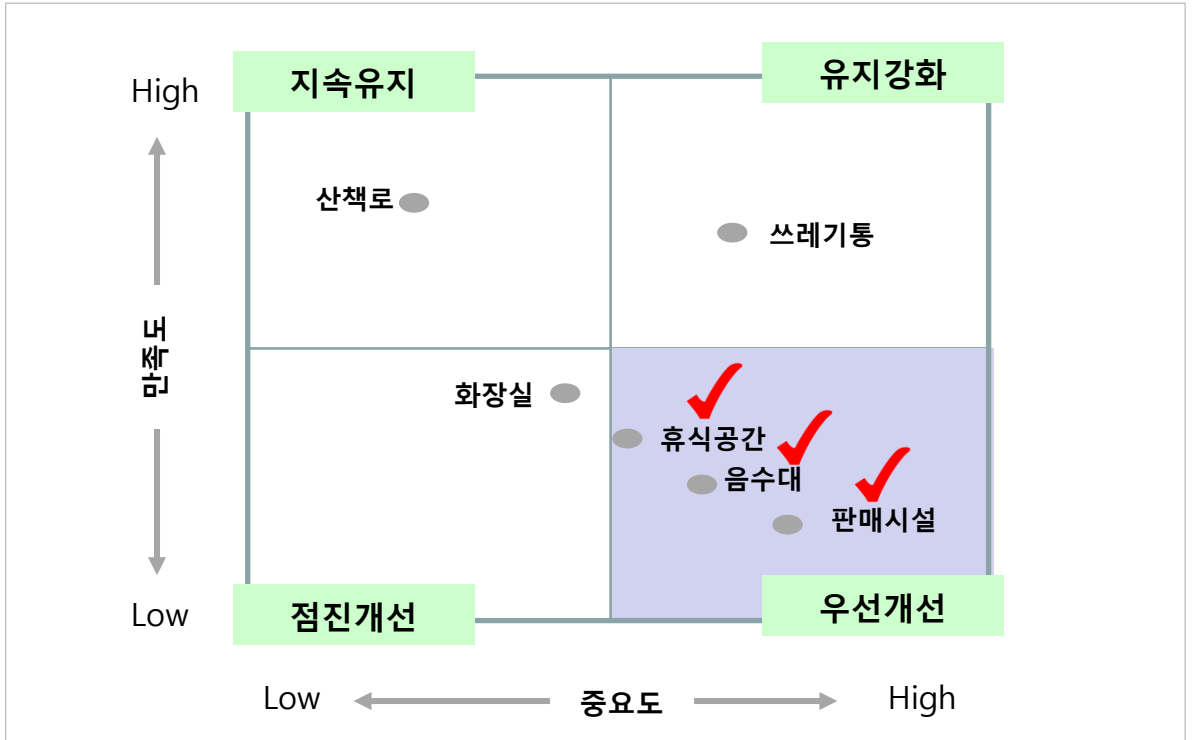 지속유지
유지강화
High
산책로
쓰레기통
만족도
화장실
휴식공간
음수대
판매시설
Low
점진개선
우선개선
Low
중요도
High